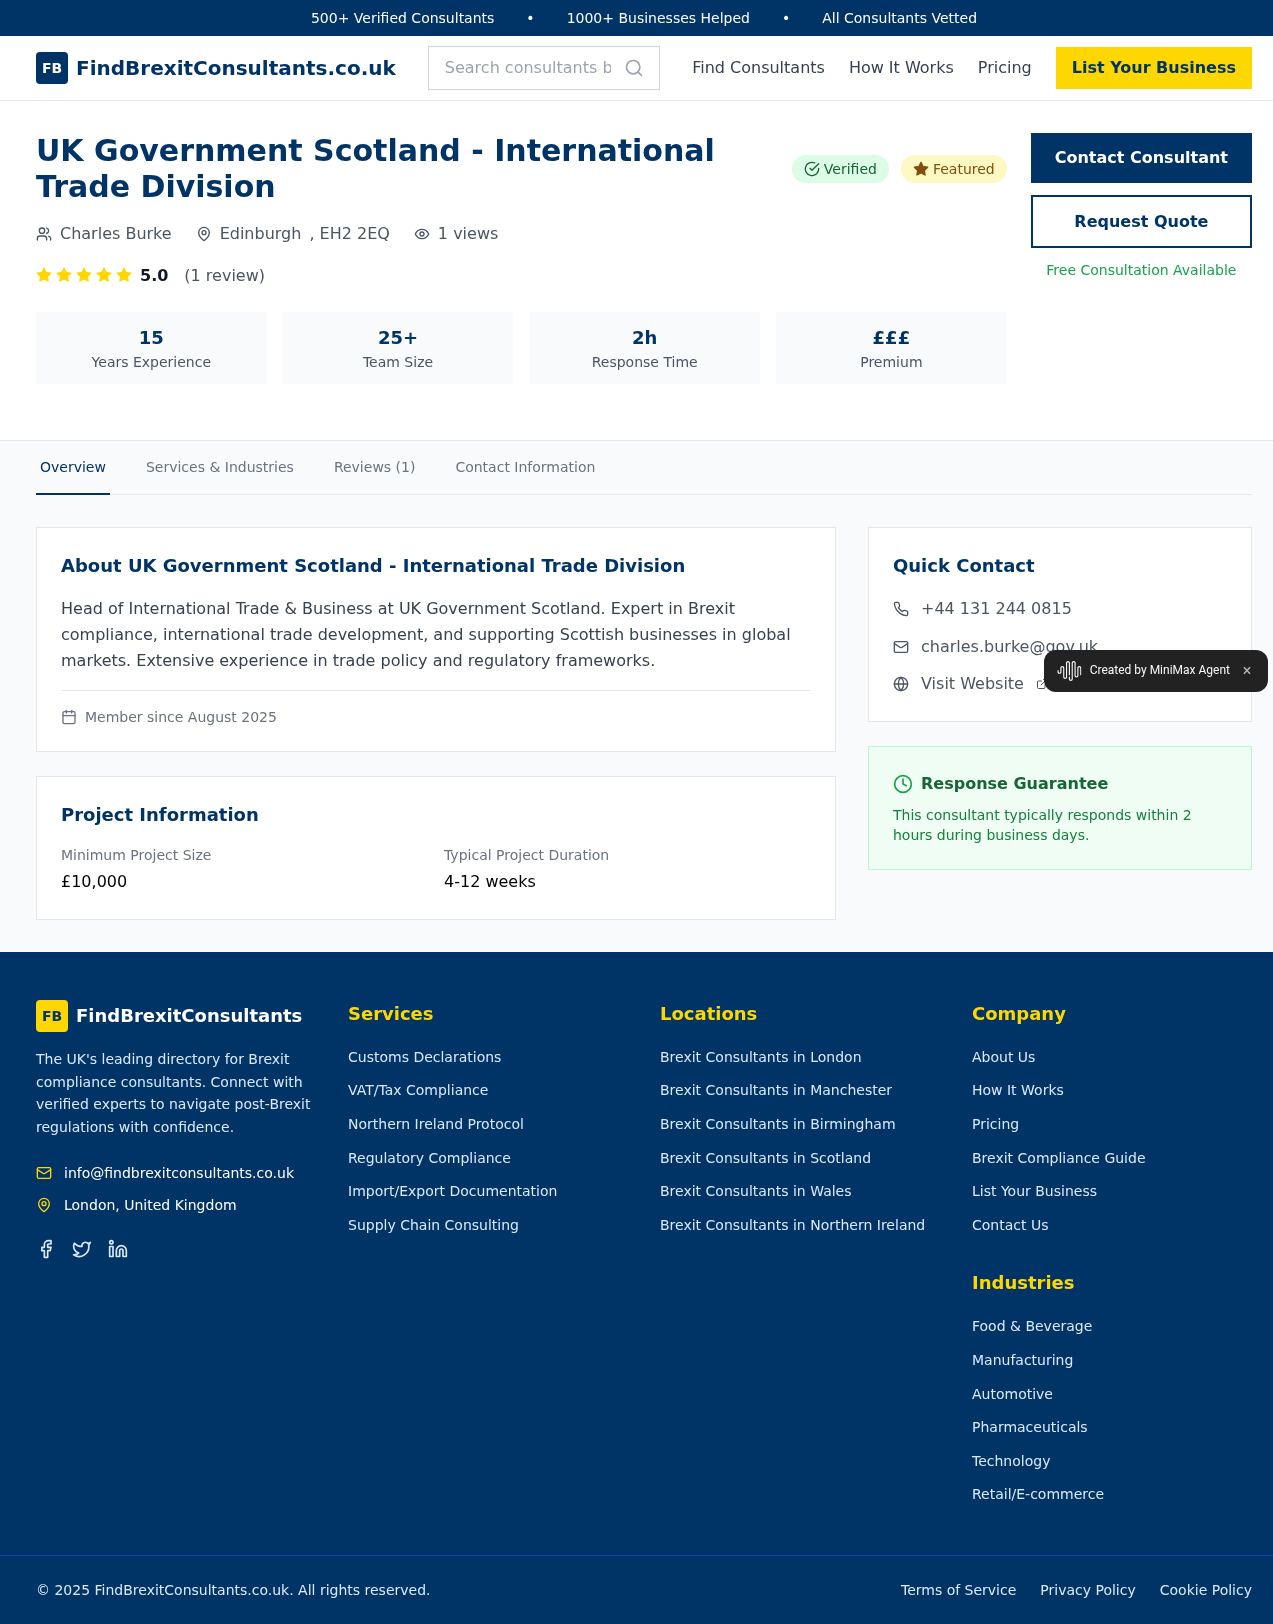 500+ Verified Consultants • 1000+ Businesses Helped • All Consultants Vetted
FB FindBrexitConsultants.co.uk
Search consultants b
Find Consultants How It Works Pricing List Your Business
UK Government Scotland - International
Trade Division
Verified Featured
Charles Burke Edinburgh , EH2 2EQ 1 views
5.0 (1 review)
15
Years Experience
25+
Team Size
2h
Response Time
£££
Premium
Contact Consultant
Request Quote
Free Consultation Available
Overview Services & Industries Reviews (1) Contact Information
About UK Government Scotland - International Trade Division
Head of International Trade & Business at UK Government Scotland. Expert in Brexit
compliance, international trade development, and supporting Scottish businesses in global
markets. Extensive experience in trade policy and regulatory frameworks.
Member since August 2025
Project Information
Minimum Project Size
£10,000
Typical Project Duration
4-12 weeks
Quick Contact
+44 131 244 0815
charles.burke@gov.uk
Visit Website
Created by MiniMax Agent ×
Response Guarantee
This consultant typically responds within 2
hours during business days.
FB FindBrexitConsultants
The UK's leading directory for Brexit
compliance consultants. Connect with
verified experts to navigate post-Brexit
regulations with confidence.
info@findbrexitconsultants.co.uk
London, United Kingdom
Services
Customs Declarations
VAT/Tax Compliance
Northern Ireland Protocol
Regulatory Compliance
Import/Export Documentation
Supply Chain Consulting
Locations
Brexit Consultants in London
Brexit Consultants in Manchester
Brexit Consultants in Birmingham
Brexit Consultants in Scotland
Brexit Consultants in Wales
Brexit Consultants in Northern Ireland
Company
About Us
How It Works
Pricing
Brexit Compliance Guide
List Your Business
Contact Us
Industries
Food & Beverage
Manufacturing
Automotive
Pharmaceuticals
Technology
Retail/E-commerce
© 2025 FindBrexitConsultants.co.uk. All rights reserved.
Terms of Service Privacy Policy Cookie Policy